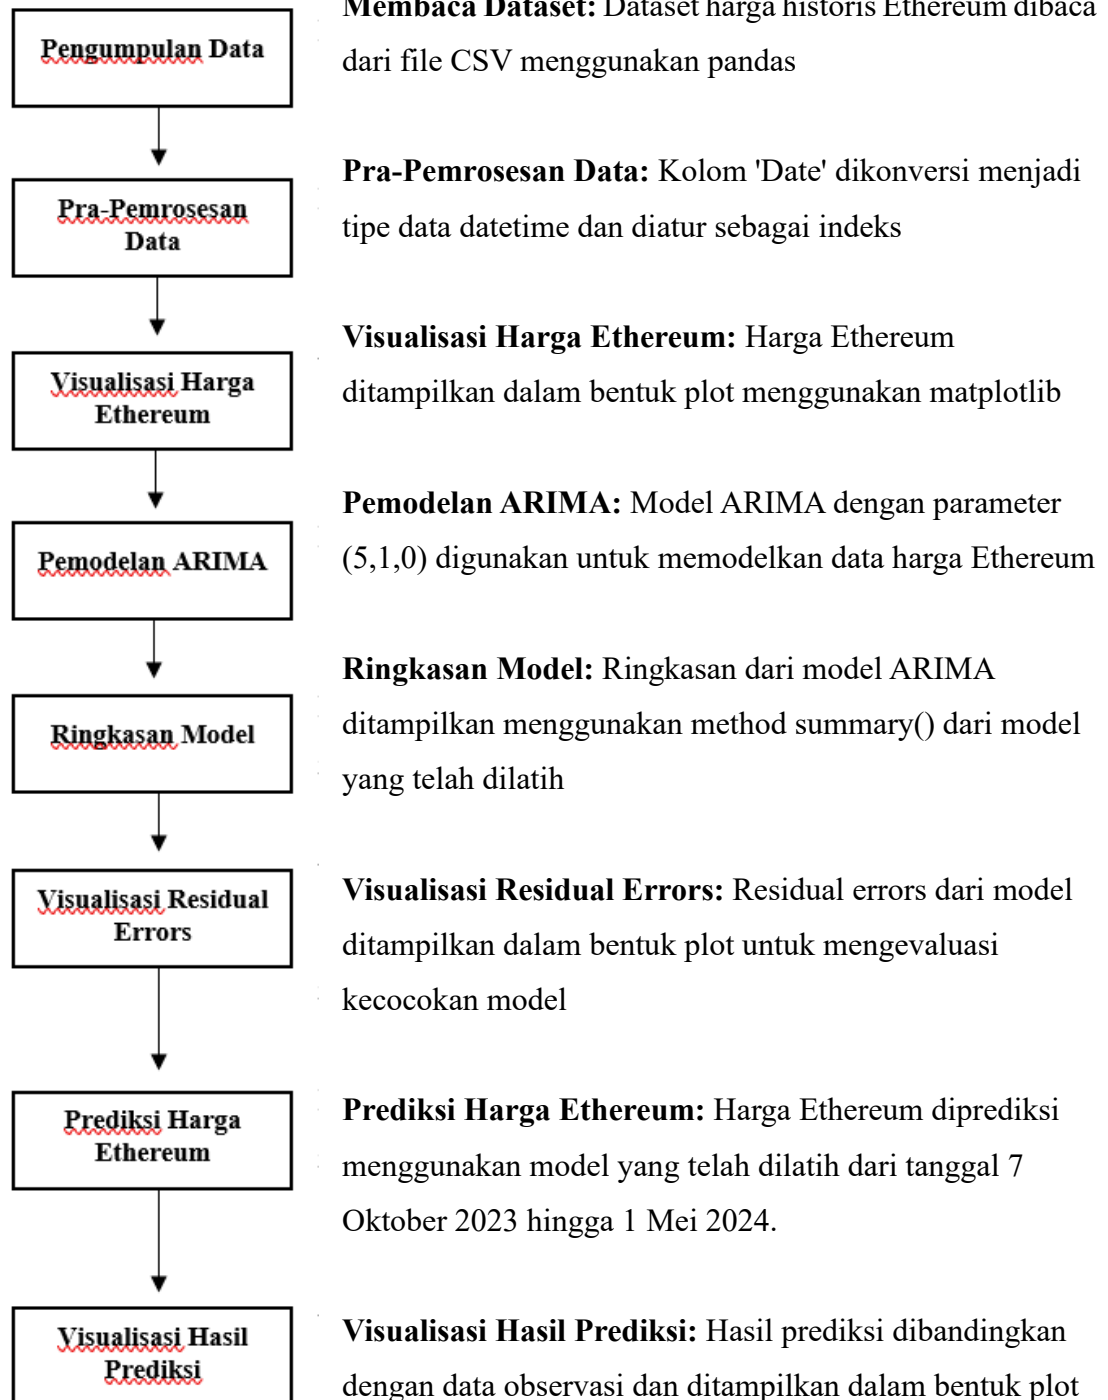 Membaca Dataset: Dataset harga historis Ethereum dibaca
dari file CSV menggunakan pandas
Pengumpulan Data
Pra-Pemrosesan Data: Kolom 'Date' dikonversi menjadi
tipe data datetime dan diatur sebagai indeks
Pra-Pemrosesan
Data
Visualisasi Harga Ethereum: Harga Ethereum
ditampilkan dalam bentuk plot menggunakan matplotlib
Visualisasi Harga
Ethereum
Pemodelan ARIMA: Model ARIMA dengan parameter
(5,1,0) digunakan untuk memodelkan data harga Ethereum
Pemodelan ARIMA
Ringkasan Model: Ringkasan dari model ARIMA
ditampilkan menggunakan method summary() dari model
yang telah dilatih
Ringkasan Model
Visualisasi Residual Errors: Residual errors dari model
ditampilkan dalam bentuk plot untuk mengevaluasi
kecocokan model
Visualisasi Residual
Errors
Prediksi Harga Ethereum: Harga Ethereum diprediksi
menggunakan model yang telah dilatih dari tanggal 7
Oktober 2023 hingga 1 Mei 2024.
Prediksi Harga
Ethereum
Visualisasi Hasil Prediksi: Hasil prediksi dibandingkan
dengan data observasi dan ditampilkan dalam bentuk plot
Visualisasi Hasil
Prediksi